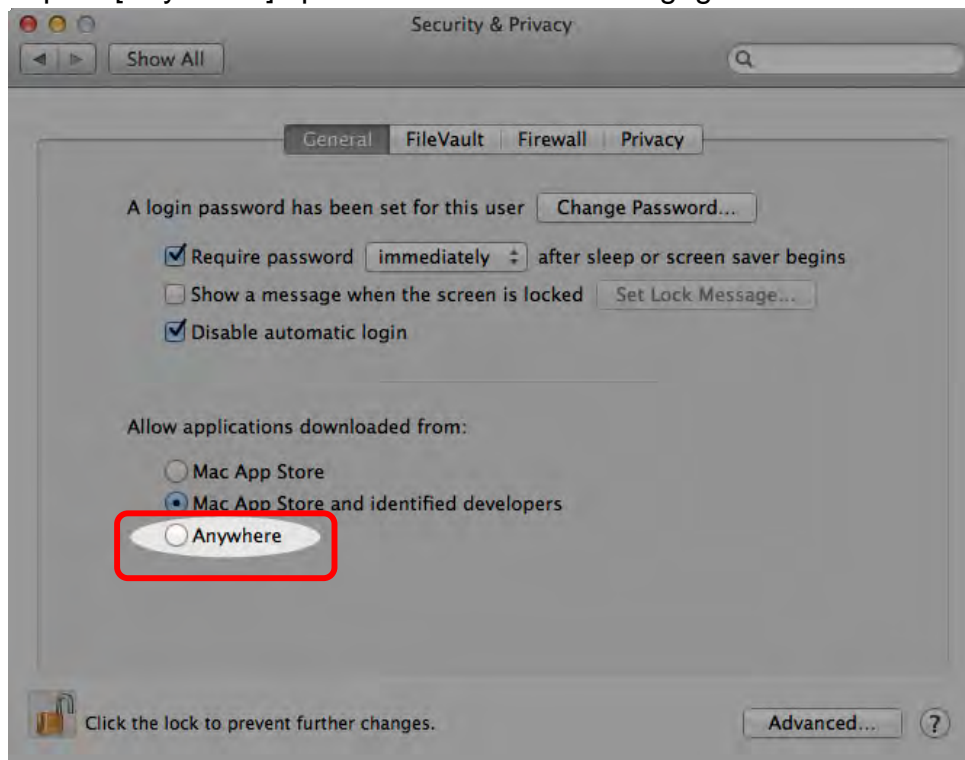 Security & Privacy
Show All
General FileVault Firewall Privacy
A login password has been set for this user Change Password...
Require password immediately after sleep or screen saver begins
Show a message when the screen is locked Set Lock Message...
Disable automatic login
Allow applications downloaded from:
Mac App Store
Mac App Store and identified developers
Anywhere
Click the lock to prevent further changes. Advanced... ?